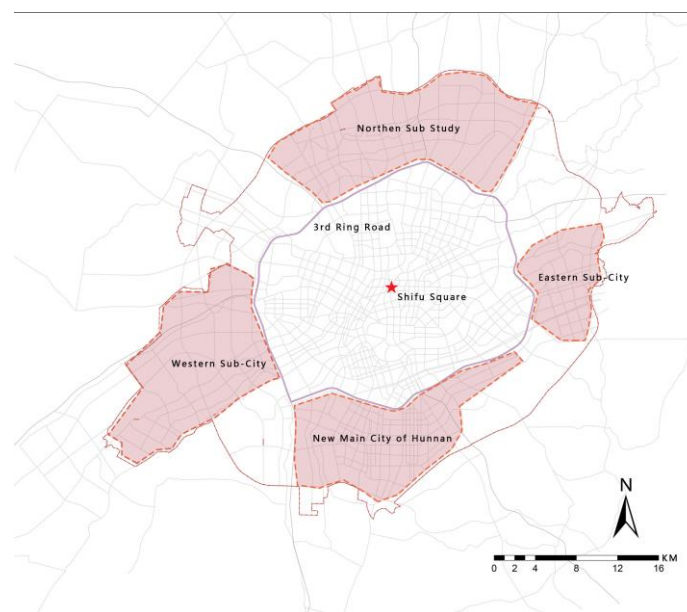 Northen Sub Study
3rd Ring Road
Eastern Sub-City
Shifu Square
Western Sub-City
New Main City of Hunnan
N
KM
0 2 4 8 12 16